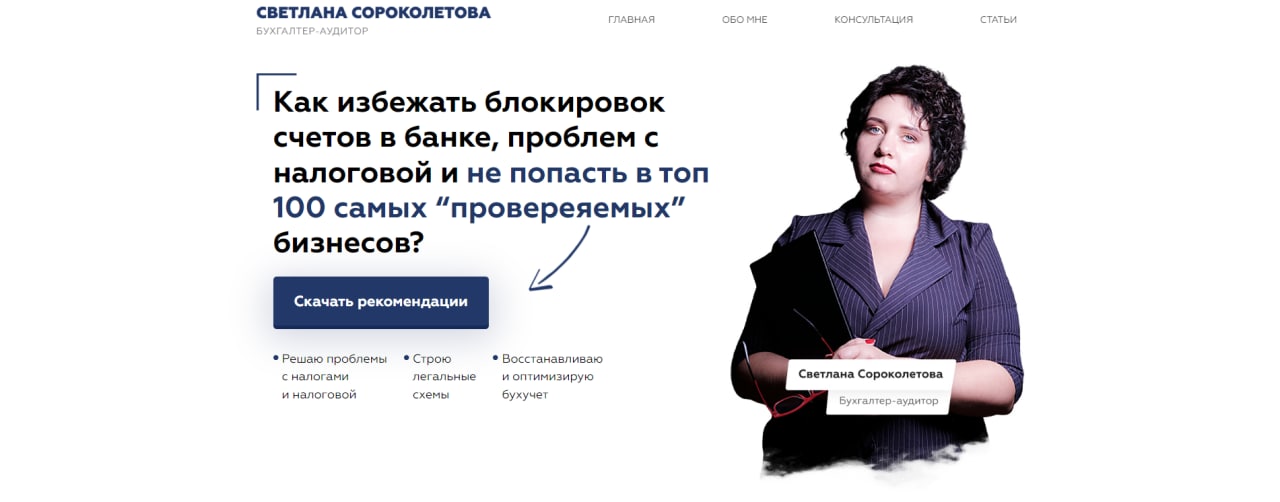 СВЕТЛАНА СОРОКОЛЕТОВА
БУХГАЛТЕР-АУДИТОР
ГЛАВНАЯ
ОБО МНЕ
КОНСУЛЬТАЦИЯ
СТАТЬИ
Как избежать блокировок
счетов в банке, проблем с
налоговой и не попасть в топ
100 самых “провереяемых”
бизнесов?
Скачать рекомендации
Решаю проблемы
с налогами
и налоговой
Строю
легальные
схемы
Восстанавливаю
и оптимизирую
бухучет
Светлана Сороколетова
Бухгалтер-аудитор